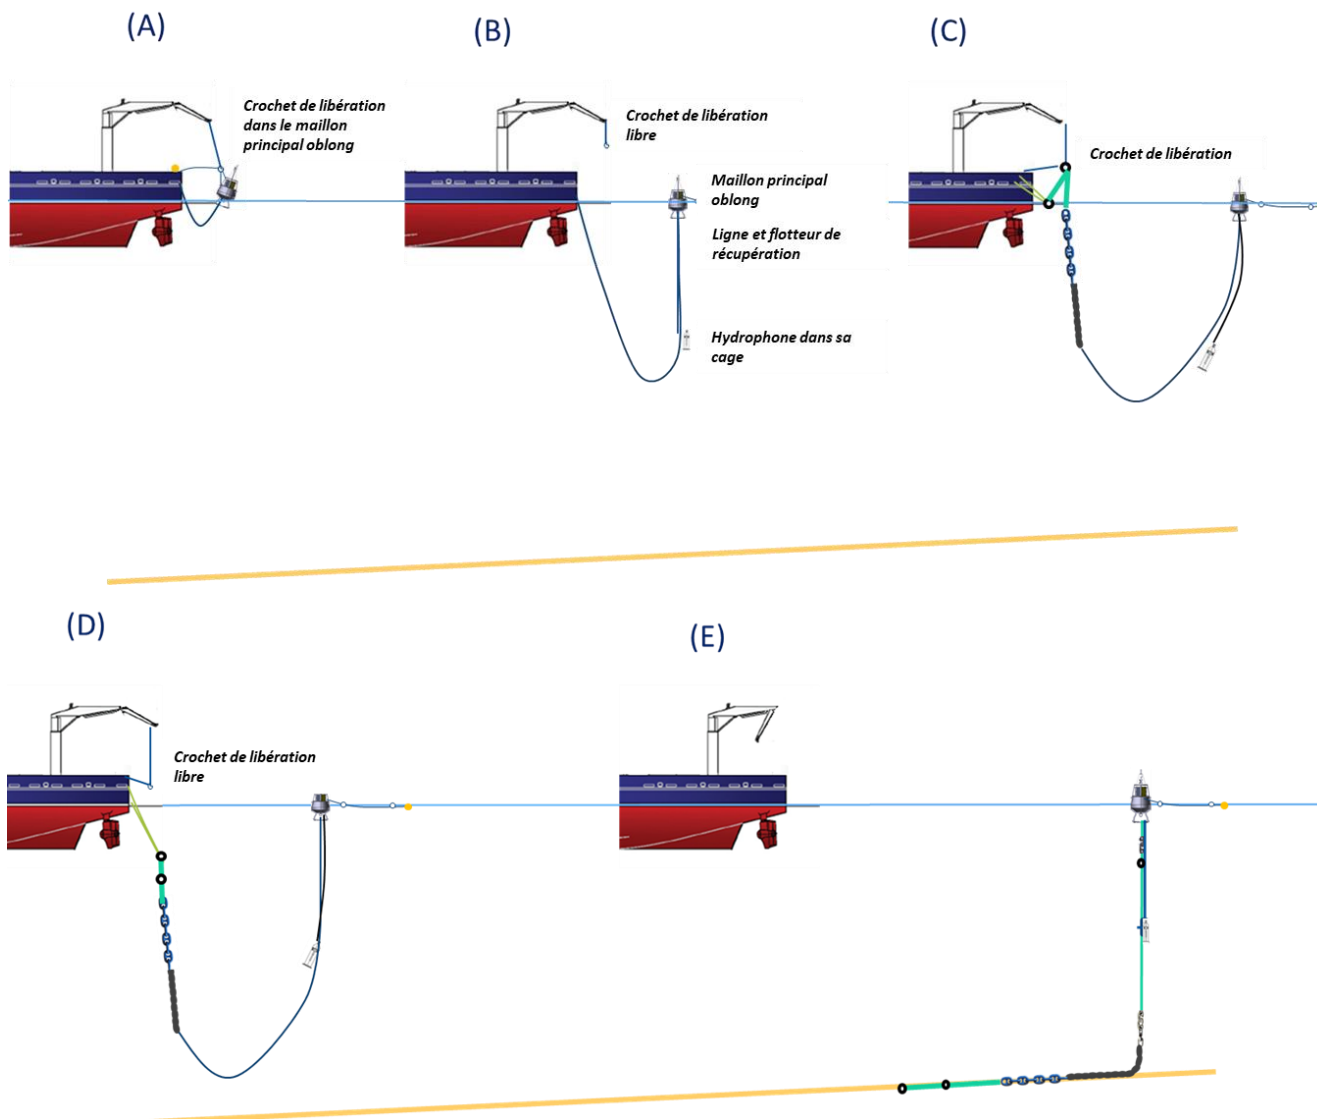 (A)
Crochet de libération
dans le maillon
principal oblong
(B)
Crochet de libération
libre
Maillon principal
oblong
Ligne et flotteur de
récupération
Hydrophone dans sa
cage
(C)
Crochet de libération
(D)
Crochet de libération
libre
(E)